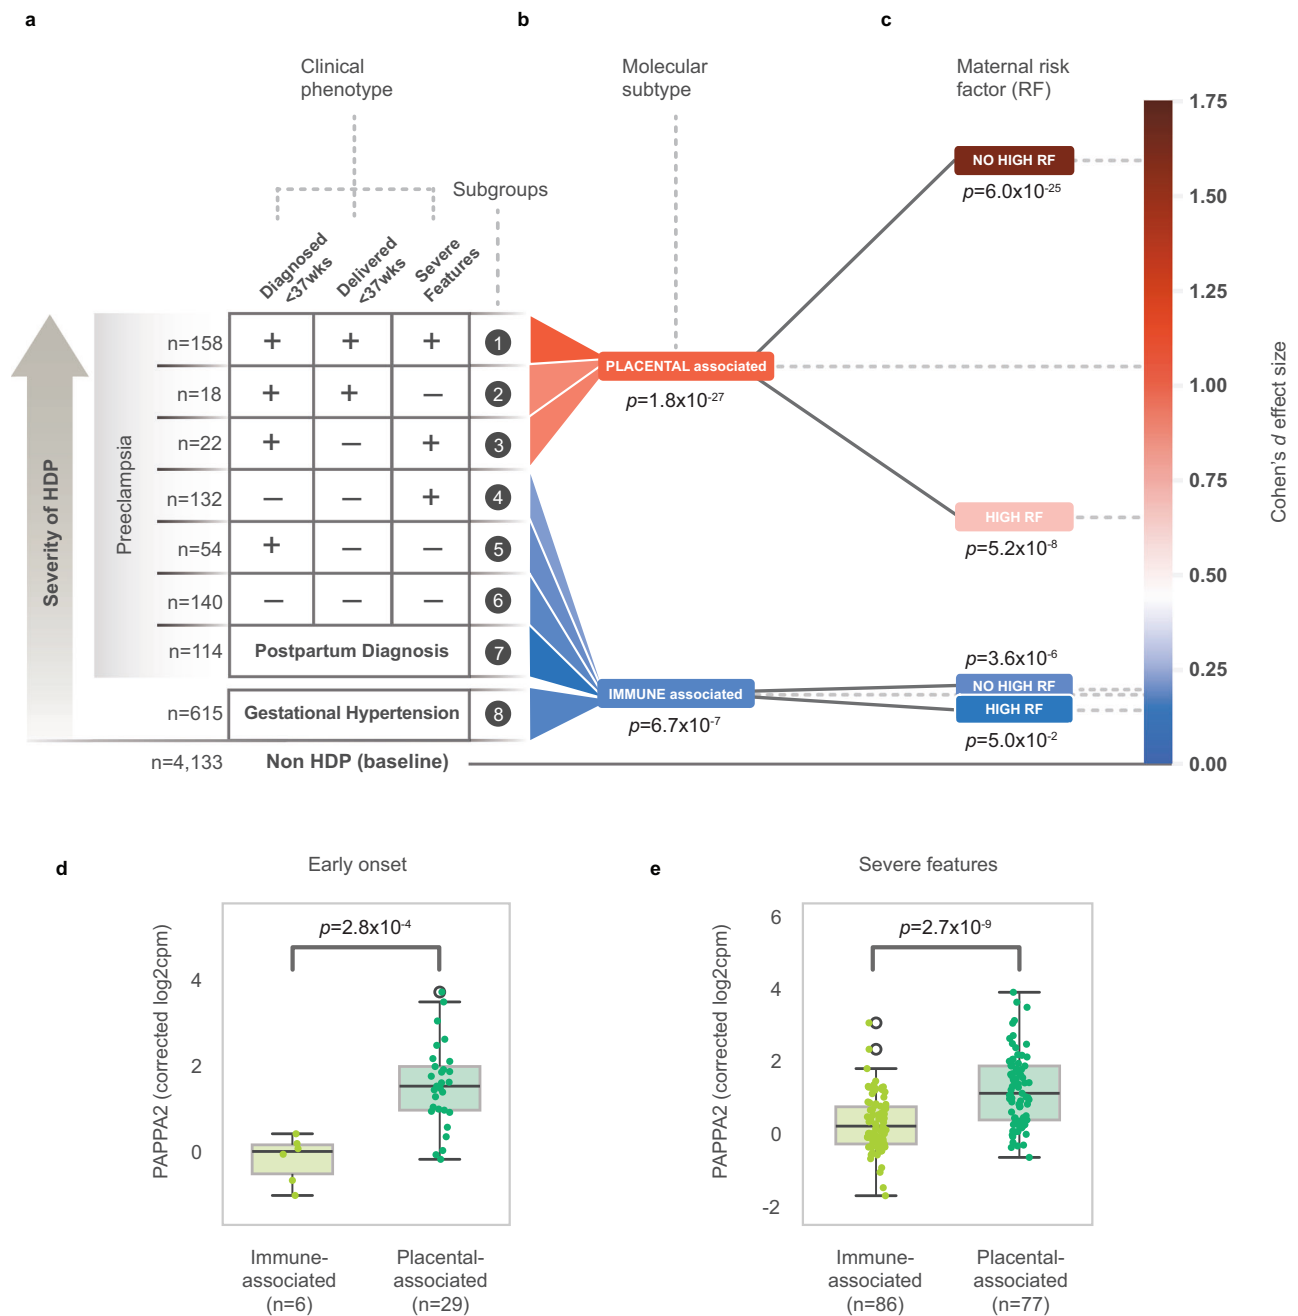 a
b
c
Clinical
phenotype
Molecular
subtype
Maternal risk
factor (RF)
Subgroups
Diagnosed
<37wks
Delivered
<37wks
Severe
Features
Severity of HDP
Preeclampsia
n=158 + + + 1
n=18 + + – 2
n=22 + – + 3
n=132 – – + 4
n=54 + – – 5
n=140 – – – 6
n=114 Postpartum Diagnosis 7
n=615 Gestational Hypertension 8
n=4,133 Non HDP (baseline)
PLACENTAL associated
p=1.8x10⁻²⁷
IMMUNE associated
p=6.7x10⁻⁷
NO HIGH RF
p=6.0x10⁻²⁵
HIGH RF
p=5.2x10⁻⁸
p=3.6x10⁻⁶
NO HIGH RF
HIGH RF
p=5.0x10⁻²
1.75
1.50
1.25
1.00
0.75
0.50
0.25
0.00
Cohen's d effect size
d
Early onset
p=2.8x10⁻⁴
PAPPA2 (corrected log2cpm)
4
2
0
Immune-
associated
(n=6)
Placental-
associated
(n=29)
e
Severe features
p=2.7x10⁻⁹
PAPPA2 (corrected log2cpm)
6
4
2
0
-2
Immune-
associated
(n=86)
Placental-
associated
(n=77)